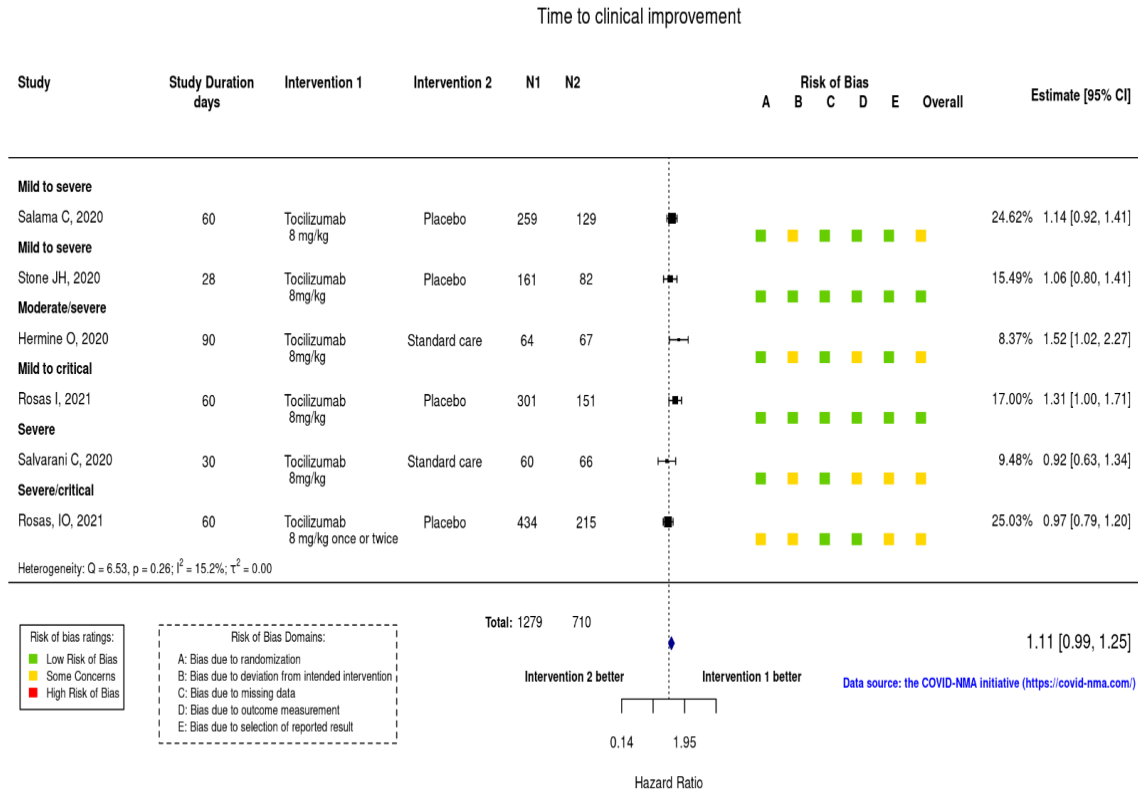 Time to clinical improvement
Study Study Duration days Intervention 1 Intervention 2 N1 N2 Risk of Bias A B C D E Overall Estimate [95% CI]
Mild to severe
Salama C, 2020 60 Tocilizumab Placebo 259 129 24.62% 1.14 [0.92, 1.41]
8 mg/kg
Mild to severe
Stone JH, 2020 28 Tocilizumab Placebo 161 82 15.49% 1.06 [0.80, 1.41]
8mg/kg
Moderate/severe
Hermine O, 2020 90 Tocilizumab Standard care 64 67 8.37% 1.52 [1.02, 2.27]
8mg/kg
Mild to critical
Rosas I, 2021 60 Tocilizumab Placebo 301 151 17.00% 1.31 [1.00, 1.71]
8mg/kg
Severe
Salvarani C, 2020 30 Tocilizumab Standard care 60 66 9.48% 0.92 [0.63, 1.34]
8mg/kg
Severe/critical
Rosas, IO, 2021 60 Tocilizumab Placebo 434 215 25.03% 0.97 [0.79, 1.20]
8 mg/kg once or twice
Heterogeneity: Q = 6.53, p = 0.26; I² = 15.2%; τ² = 0.00
Total: 1279 710
1.11 [0.99, 1.25]
Risk of bias ratings:
Low Risk of Bias
Some Concerns
High Risk of Bias
Risk of Bias Domains:
A: Bias due to randomization
B: Bias due to deviation from intended intervention
C: Bias due to missing data
D: Bias due to outcome measurement
E: Bias due to selection of reported result
Intervention 2 better Intervention 1 better
Data source: the COVID-NMA initiative (https://covid-nma.com/)
0.14 1.95
Hazard Ratio